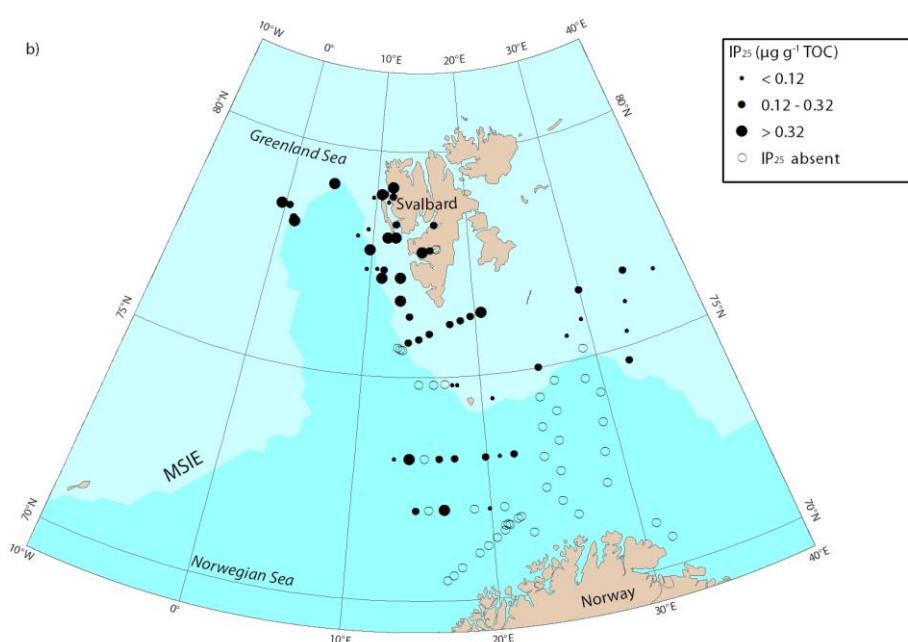 b)
10°W
0°
10°E
20°E
30°E
40°E
IP₂₅ (µg g⁻¹ TOC)
< 0.12
0.12 - 0.32
> 0.32
IP₂₅ absent
80°N
80°N
Greenland Sea
Svalbard
75°N
75°N
MSIE
70°N
70°N
10°W
40°E
Norwegian Sea
0°
Norway
30°E
10°E
20°E